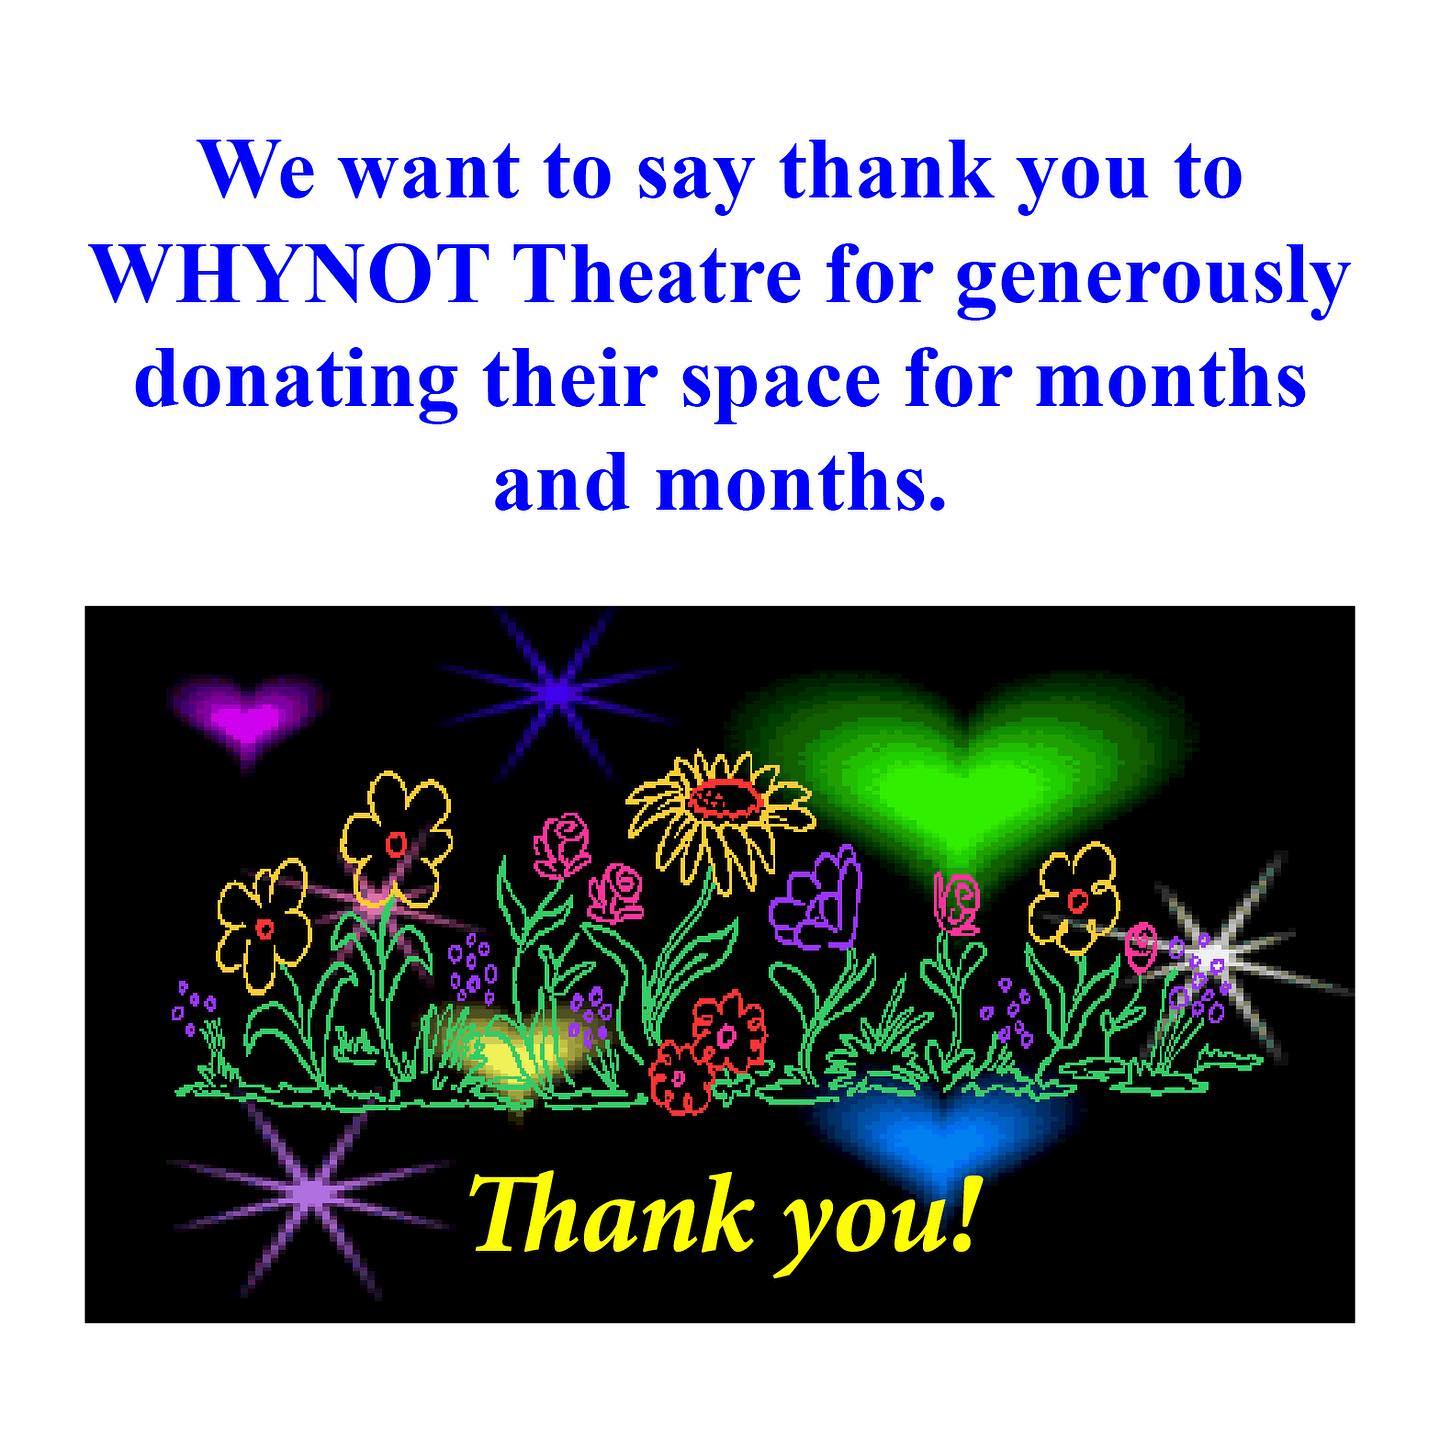 We want to say thank you to
WHYNOT Theatre for generously
donating their space for months
and months.
Thank you!